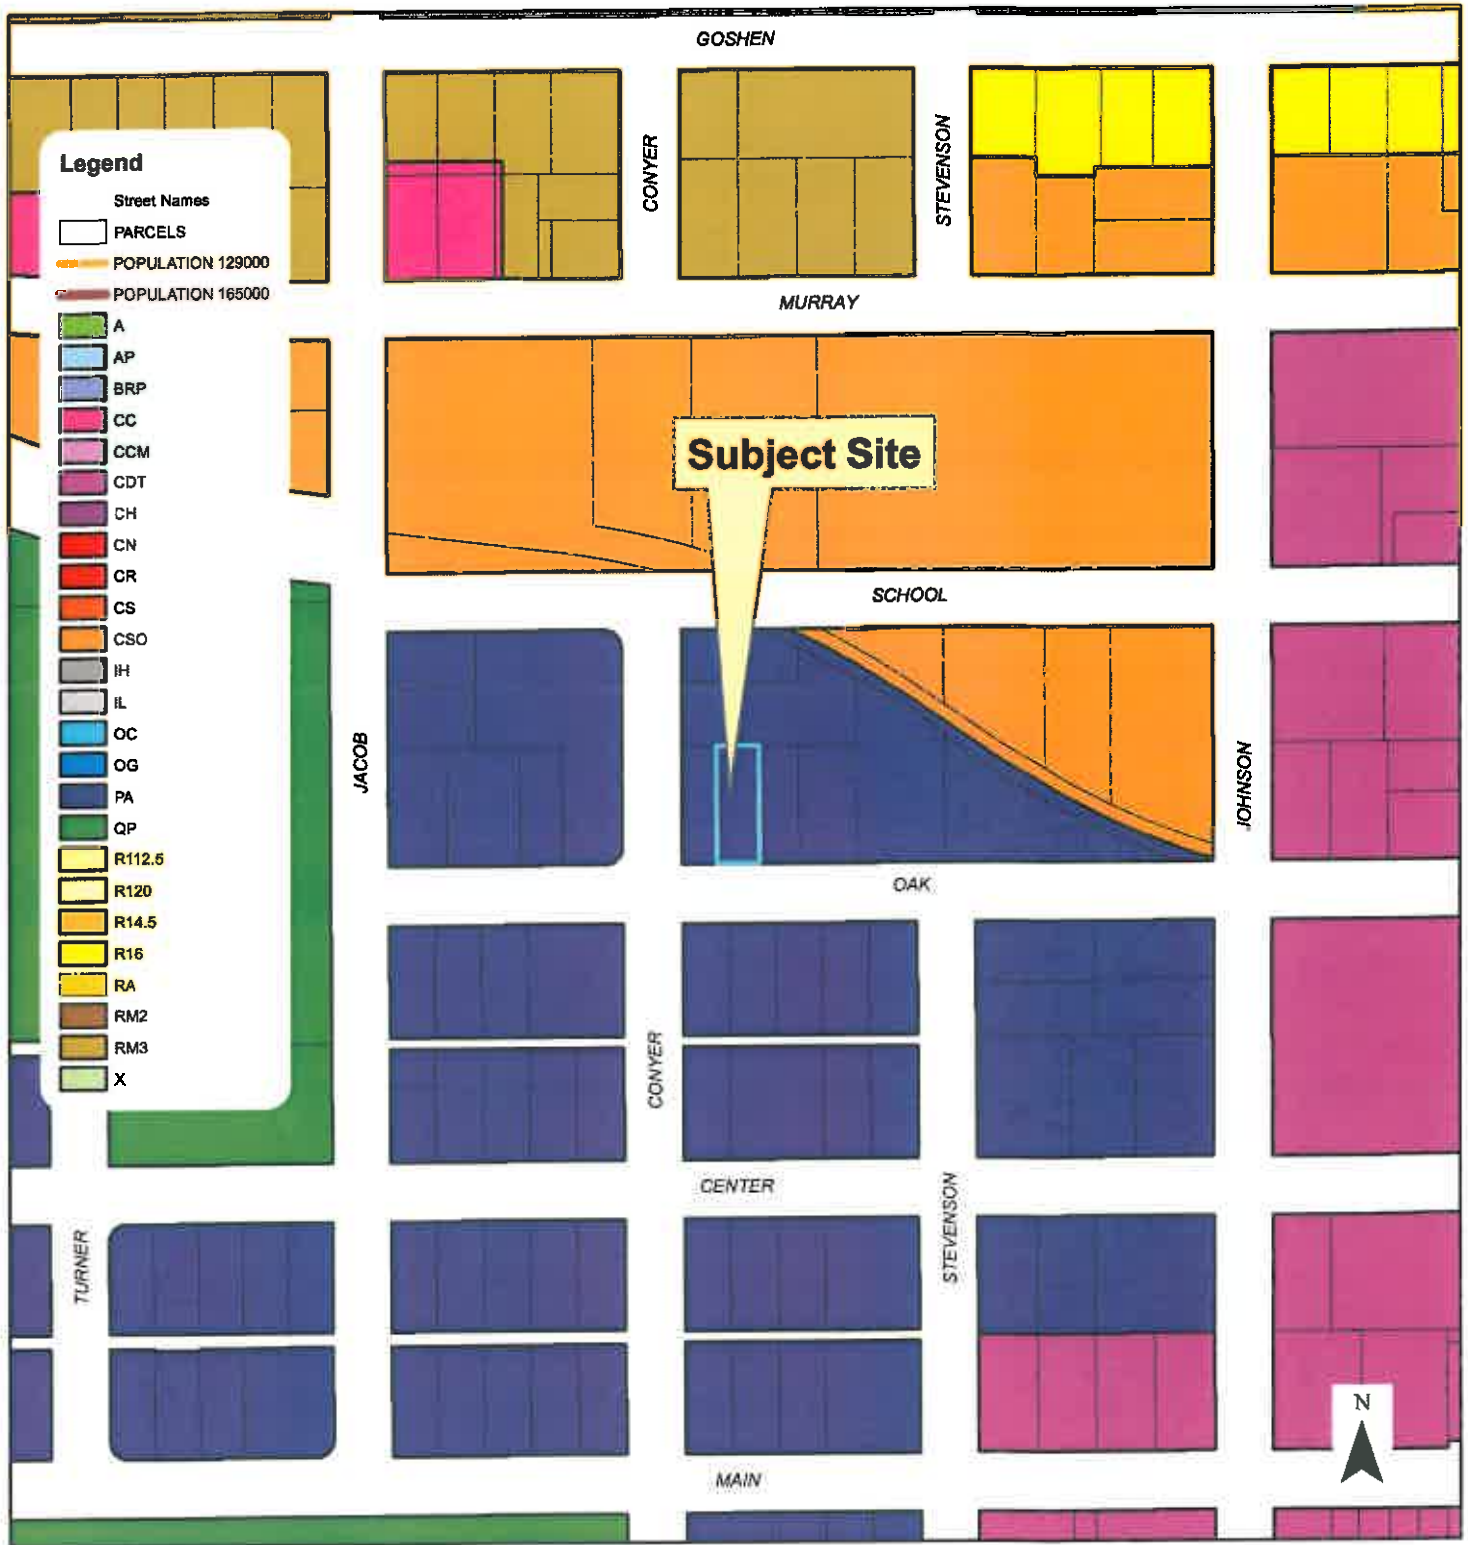 GOSHEN
CONYER
STEVENSON
Legend
Street Names
PARCELS
POPULATION 129000
POPULATION 165000
A
AP
BRP
CC
CCM
CDT
CH
CN
CR
CS
CSO
IH
IL
OC
OG
PA
QP
R112.5
R120
R14.5
R16
RA
RM2
RM3
X
MURRAY
Subject Site
SCHOOL
JACOB
JOHNSON
OAK
CONYER
CENTER
STEVENSON
TURNER
MAIN
N